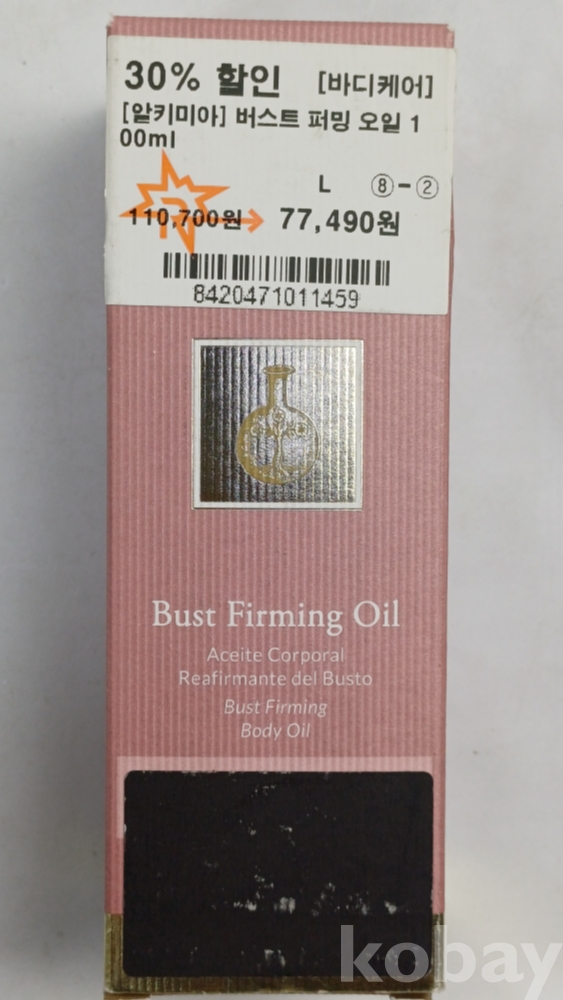 30% 할인 [바디케어]
[알키미아] 버스트 퍼밍 오일 1
00ml
L ⑧-②
110,700원 → 77,490원
8420471011459
Bust Firming Oil
Aceite Corporal
Reafirmante del Busto
Bust Firming
Body Oil
kobay